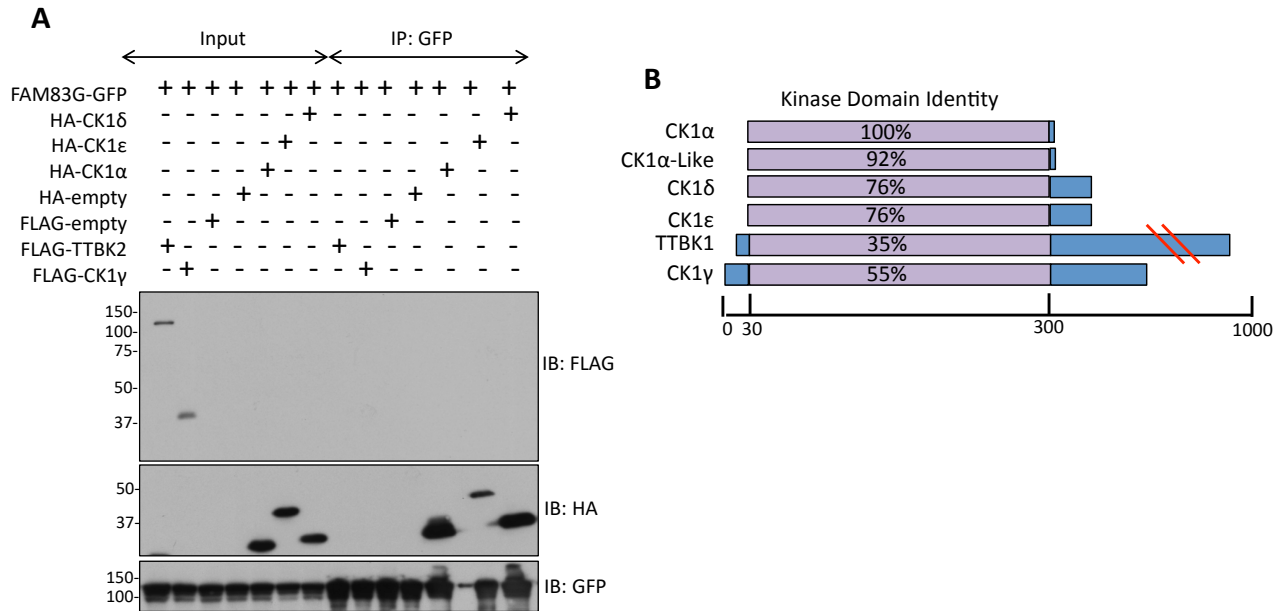 A
Input IP: GFP
FAM83G-GFP + + + + + + + + + + + + + +
HA-CK1δ - - - - - - + - - - - - - +
HA-CK1ε - - - - - + - - - - - - + -
HA-CK1α - - - - + - - - - - - + - -
HA-empty - - - + - - - - - - + - - -
FLAG-empty - - + - - - - - - + - - - -
FLAG-TTBK2 + - - - - - - + - - - - - -
FLAG-CK1γ - + - - - - - - + - - - - -
150-
100-
75-
50-
37-
IB: FLAG
50-
37-
IB: HA
150-
100-
IB: GFP
B
Kinase Domain Identity
CK1α 100%
CK1α-Like 92%
CK1δ 76%
CK1ε 76%
TTBK1 35%
CK1γ 55%
0 30 300 1000